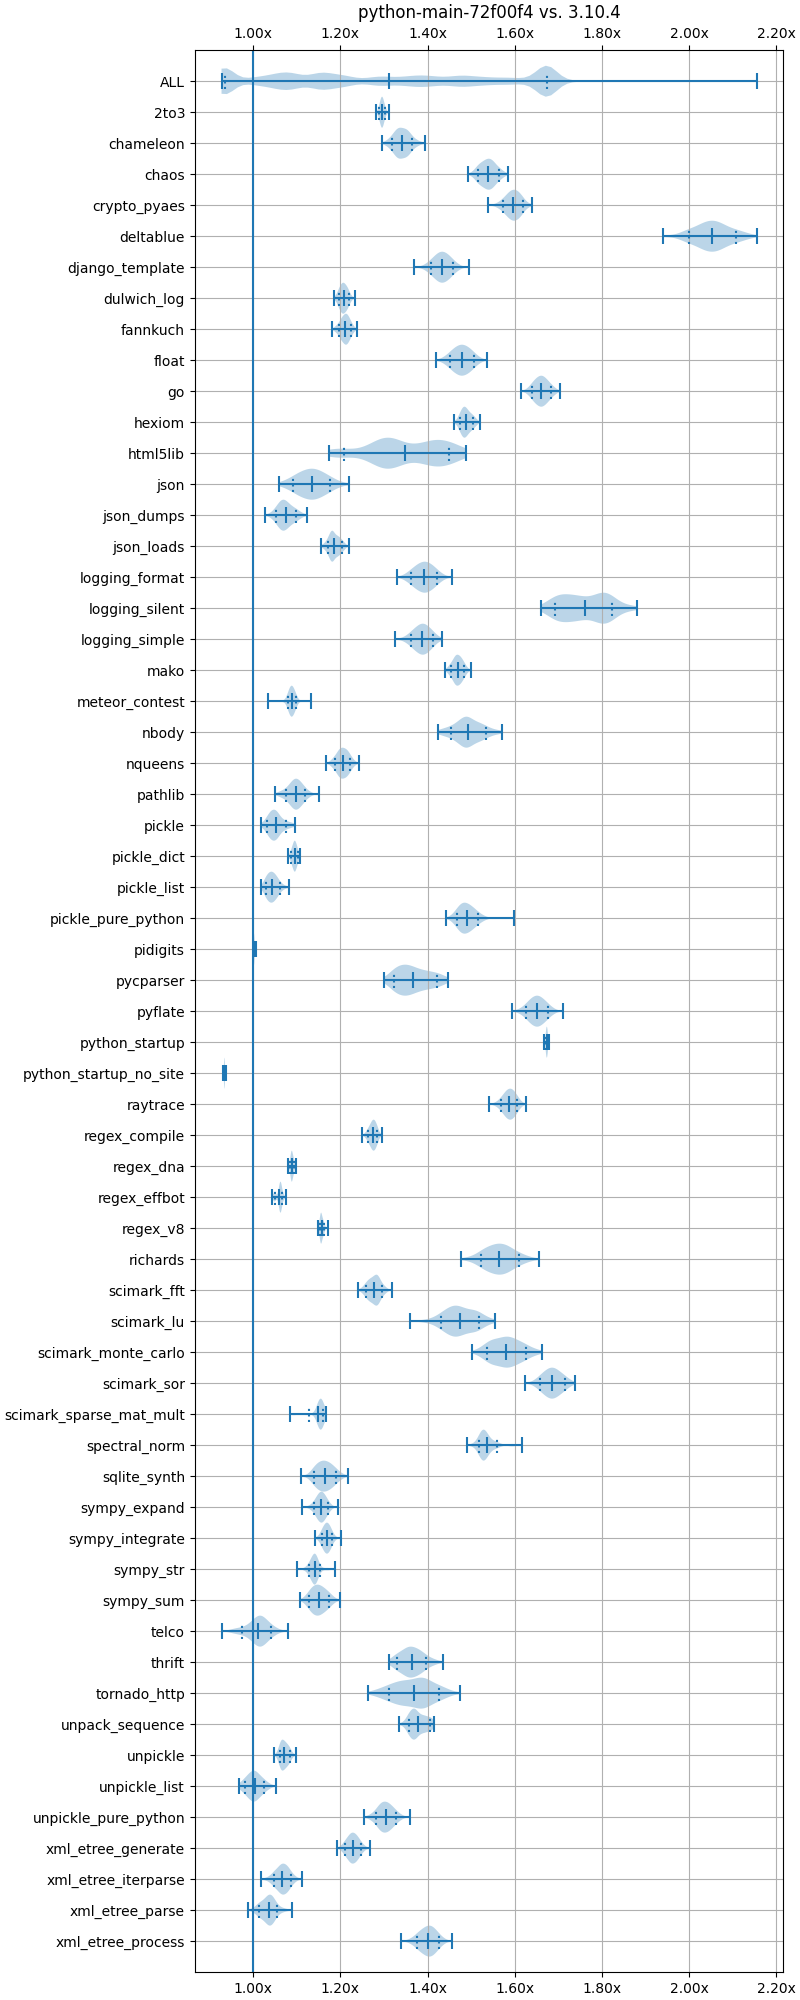 python-main-72f00f4 vs. 3.10.4
1.00x 1.20x 1.40x 1.60x 1.80x 2.00x 2.20x
ALL
2to3
chameleon
chaos
crypto_pyaes
deltablue
django_template
dulwich_log
fannkuch
float
go
hexiom
html5lib
json
json_dumps
json_loads
logging_format
logging_silent
logging_simple
mako
meteor_contest
nbody
nqueens
pathlib
pickle
pickle_dict
pickle_list
pickle_pure_python
pidigits
pycparser
pyflate
python_startup
python_startup_no_site
raytrace
regex_compile
regex_dna
regex_effbot
regex_v8
richards
scimark_fft
scimark_lu
scimark_monte_carlo
scimark_sor
scimark_sparse_mat_mult
spectral_norm
sqlite_synth
sympy_expand
sympy_integrate
sympy_str
sympy_sum
telco
thrift
tornado_http
unpack_sequence
unpickle
unpickle_list
unpickle_pure_python
xml_etree_generate
xml_etree_iterparse
xml_etree_parse
xml_etree_process
1.00x 1.20x 1.40x 1.60x 1.80x 2.00x 2.20x